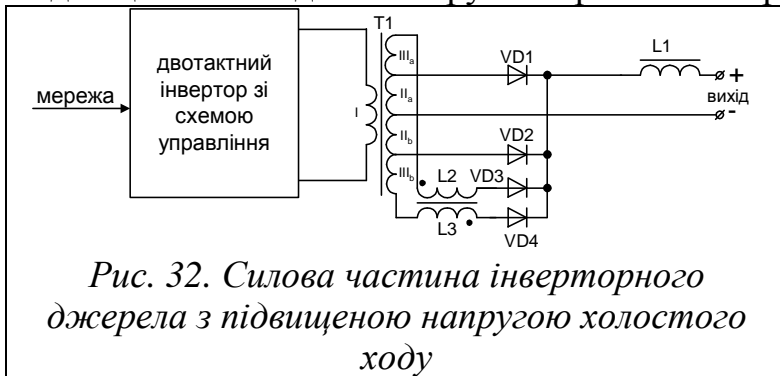 T1
двотактний
інвертор зі
схемою
управління
мережа
I
IIIa
IIa
IIb
IIIb
VD1
L1
+
вихід
-
VD2
L2
VD3
L3
VD4
Рис. 32. Силова частина інверторного
джерела з підвищеною напругою холостого
ходу